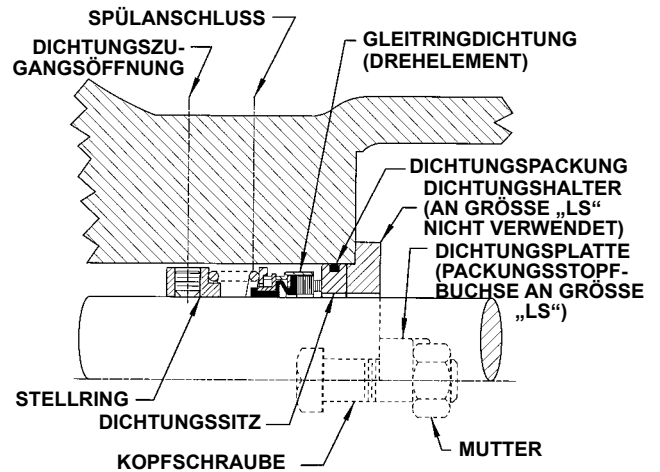 SPÜLANSCHLUSS
DICHTUNGSZU-
GANGSÖFFNUNG
GLEITRINGDICHTUNG
(DREHELEMENT)
DICHTUNGSPACKUNG
DICHTUNGSHALTER
(AN GRÖSSE „LS“
NICHT VERWENDET)
DICHTUNGSPLATTE
(PACKUNGSSTOPF-
BUCHSE AN GRÖSSE
„LS“)
STELLRING
DICHTUNGSSITZ
KOPFSCHRAUBE
MUTTER